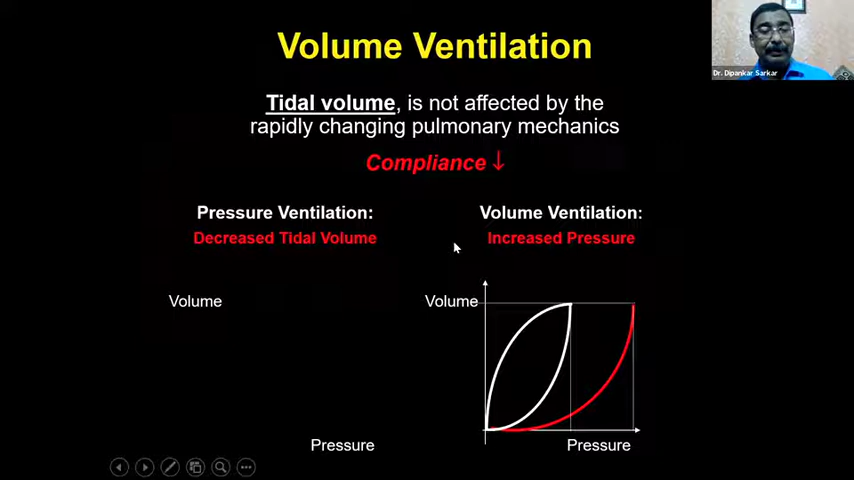 Volume Ventilation
Dr. Dipankar Sarkar
Tidal volume, is not affected by the
rapidly changing pulmonary mechanics
Compliance ↓
Pressure Ventilation:
Decreased Tidal Volume
Volume Ventilation:
Increased Pressure
Volume
Pressure
Volume
Pressure